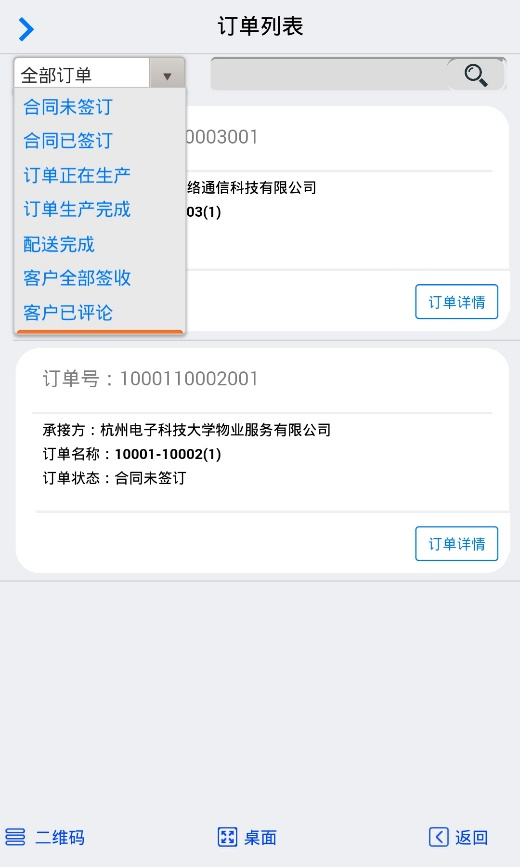 订单列表
全部订单
合同未签订
合同已签订
订单正在生产
订单生产完成
配送完成
客户全部签收
客户已评论
0003001
络通信科技有限公司
03(1)
订单详情
订单号：1000110002001
承接方：杭州电子科技大学物业服务有限公司
订单名称：10001-10002(1)
订单状态：合同未签订
订单详情
二维码
桌面
返回